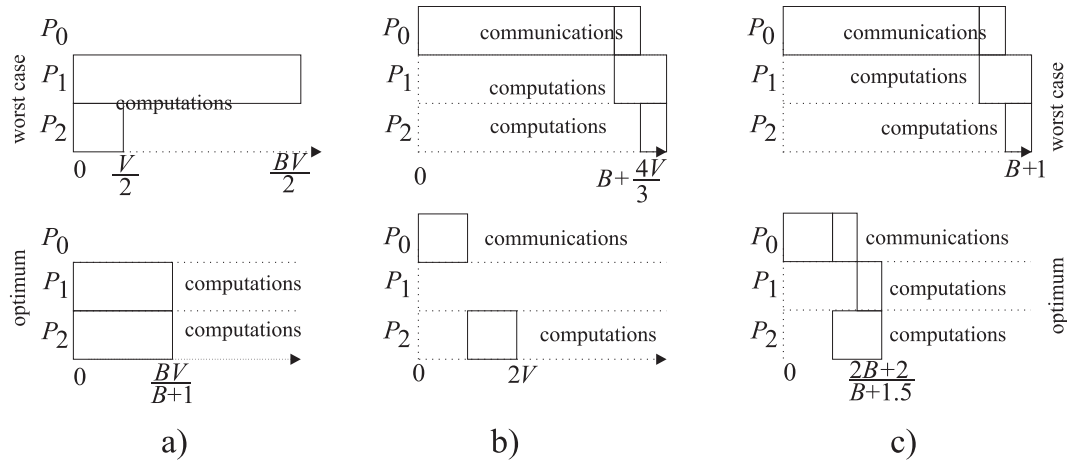 worst case
P0
P1
P2
computations
0
V/2
BV/2
optimum
P0
P1
P2
computations
computations
0
BV/B+1
a)
P0
P1
P2
communications
computations
computations
0
B+4V/3
P0
P1
P2
communications
computations
0
2V
b)
P0
P1
P2
communications
computations
computations
worst case
B+1
P0
P1
P2
communications
computations
computations
optimum
0
2B+2/B+1.5
c)